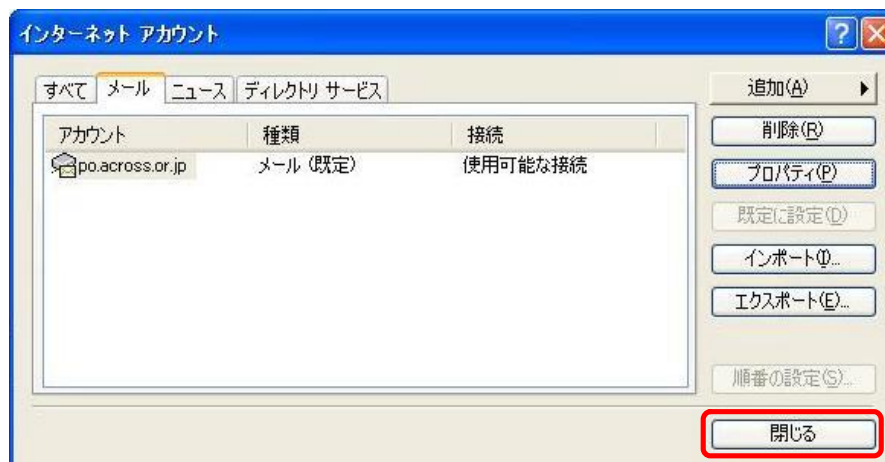 インターネット アカウント
すべて メール ニュース ディレクトリ サービス
アカウント 種類 接続
po.across.or.jp メール (既定) 使用可能な接続
追加(A)
削除(R)
プロパティ(P)
既定に設定(D)
インポート(I)...
エクスポート(E)...
順番の設定(S)...
閉じる